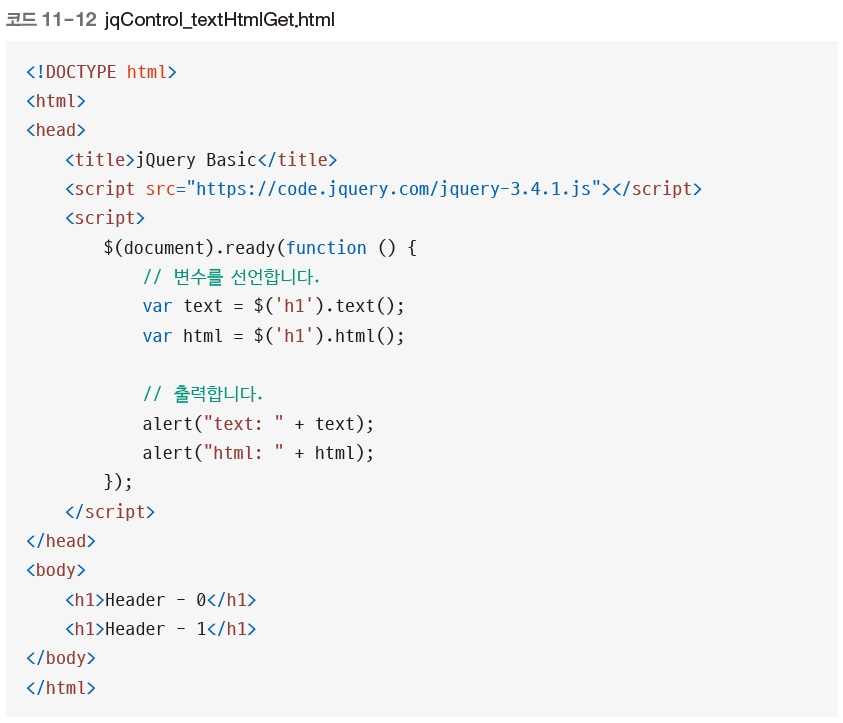 코드 11-12 jqControl_textHtmlGet.html
<!DOCTYPE html>
<html>
<head>
    <title>jQuery Basic</title>
    <script src="https://code.jquery.com/jquery-3.4.1.js"></script>
    <script>
        $(document).ready(function () {
            // 변수를 선언합니다.
            var text = $('h1').text();
            var html = $('h1').html();

            // 출력합니다.
            alert("text: " + text);
            alert("html: " + html);
        });
    </script>
</head>
<body>
    <h1>Header - 0</h1>
    <h1>Header - 1</h1>
</body>
</html>